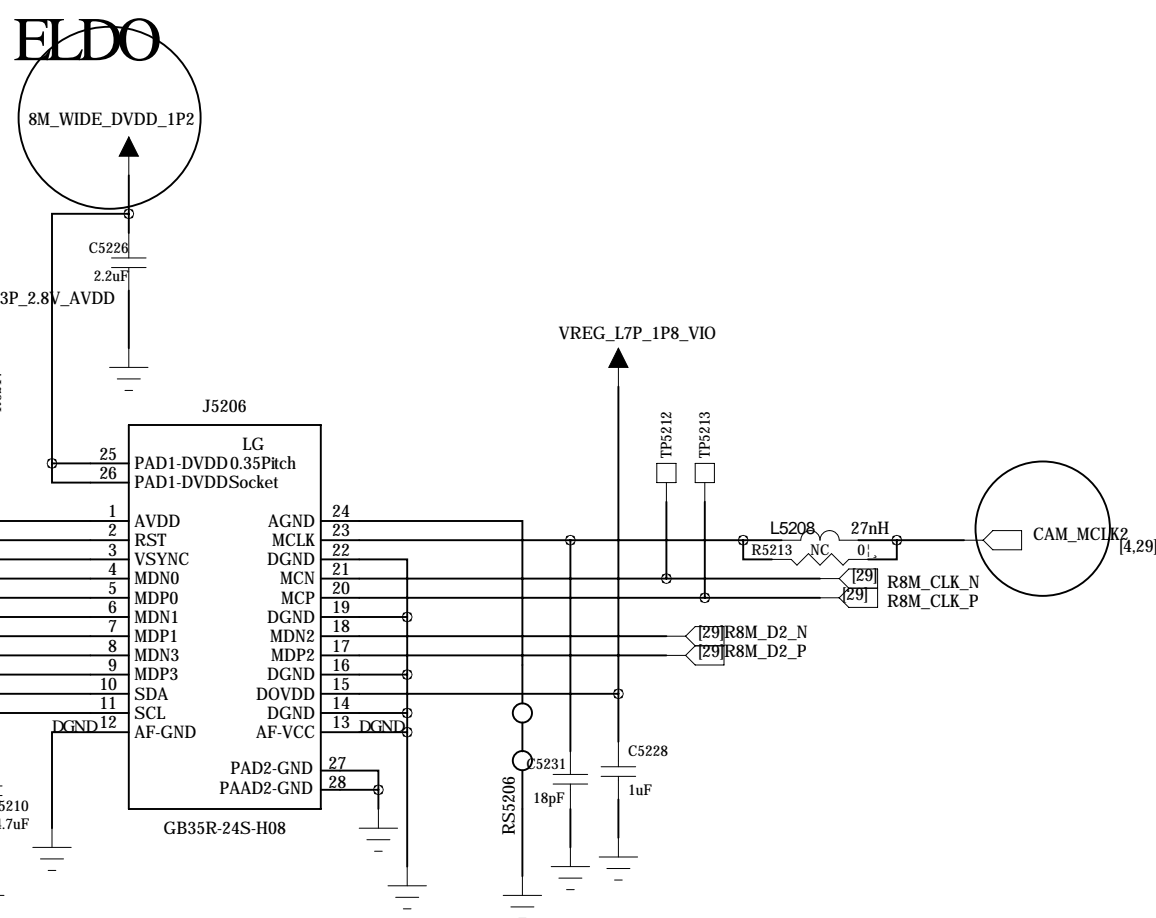 ELDO
8M_WIDE_DVDD_1P2
C5226
2.2uF
3P_2.8V_AVDD
VREG_L7P_1P8_VIO
J5206
TP5212
TP5213
LG
25 PAD1-DVDD 0.35Pitch
26 PAD1-DVDD Socket
1 AVDD AGND 24
2 RST MCLK 23
3 VSYNC DGND 22
4 MDN0 MCN 21
5 MDP0 MCP 20
6 MDN1 DGND 19
7 MDP1 MDN2 18
8 MDN3 MDP2 17
9 MDP3 DGND 16
10 SDA DOVDD 15
11 SCL DGND 14
DGND 12 AF-GND AF-VCC 13 DGND
PAD2-GND 27
PAAD2-GND 28
GB35R-24S-H08
L5208 27nH
R5213 NC
CAM_MCLK2
[4,29]
[29] R8M_CLK_N
[29] R8M_CLK_P
[29] R8M_D2_N
[29] R8M_D2_P
RS5206
C5231
18pF
C5228
1uF
5210